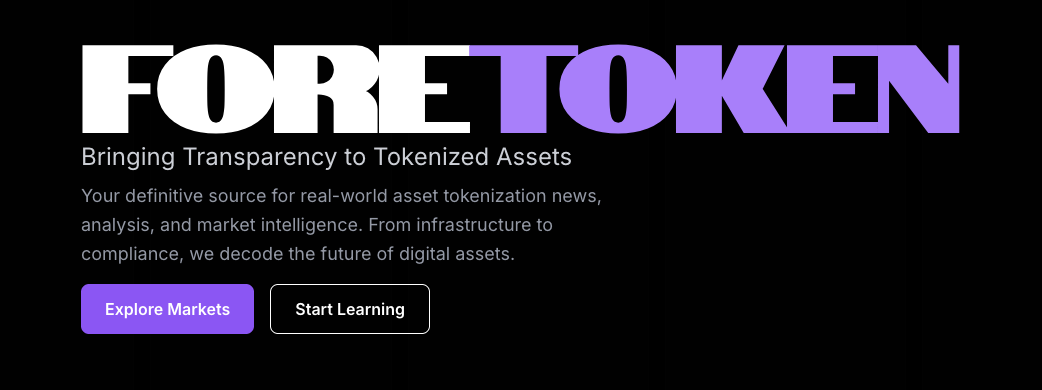 FORETOKEN
Bringing Transparency to Tokenized Assets
Your definitive source for real-world asset tokenization news,
analysis, and market intelligence. From infrastructure to
compliance, we decode the future of digital assets.
Explore Markets
Start Learning